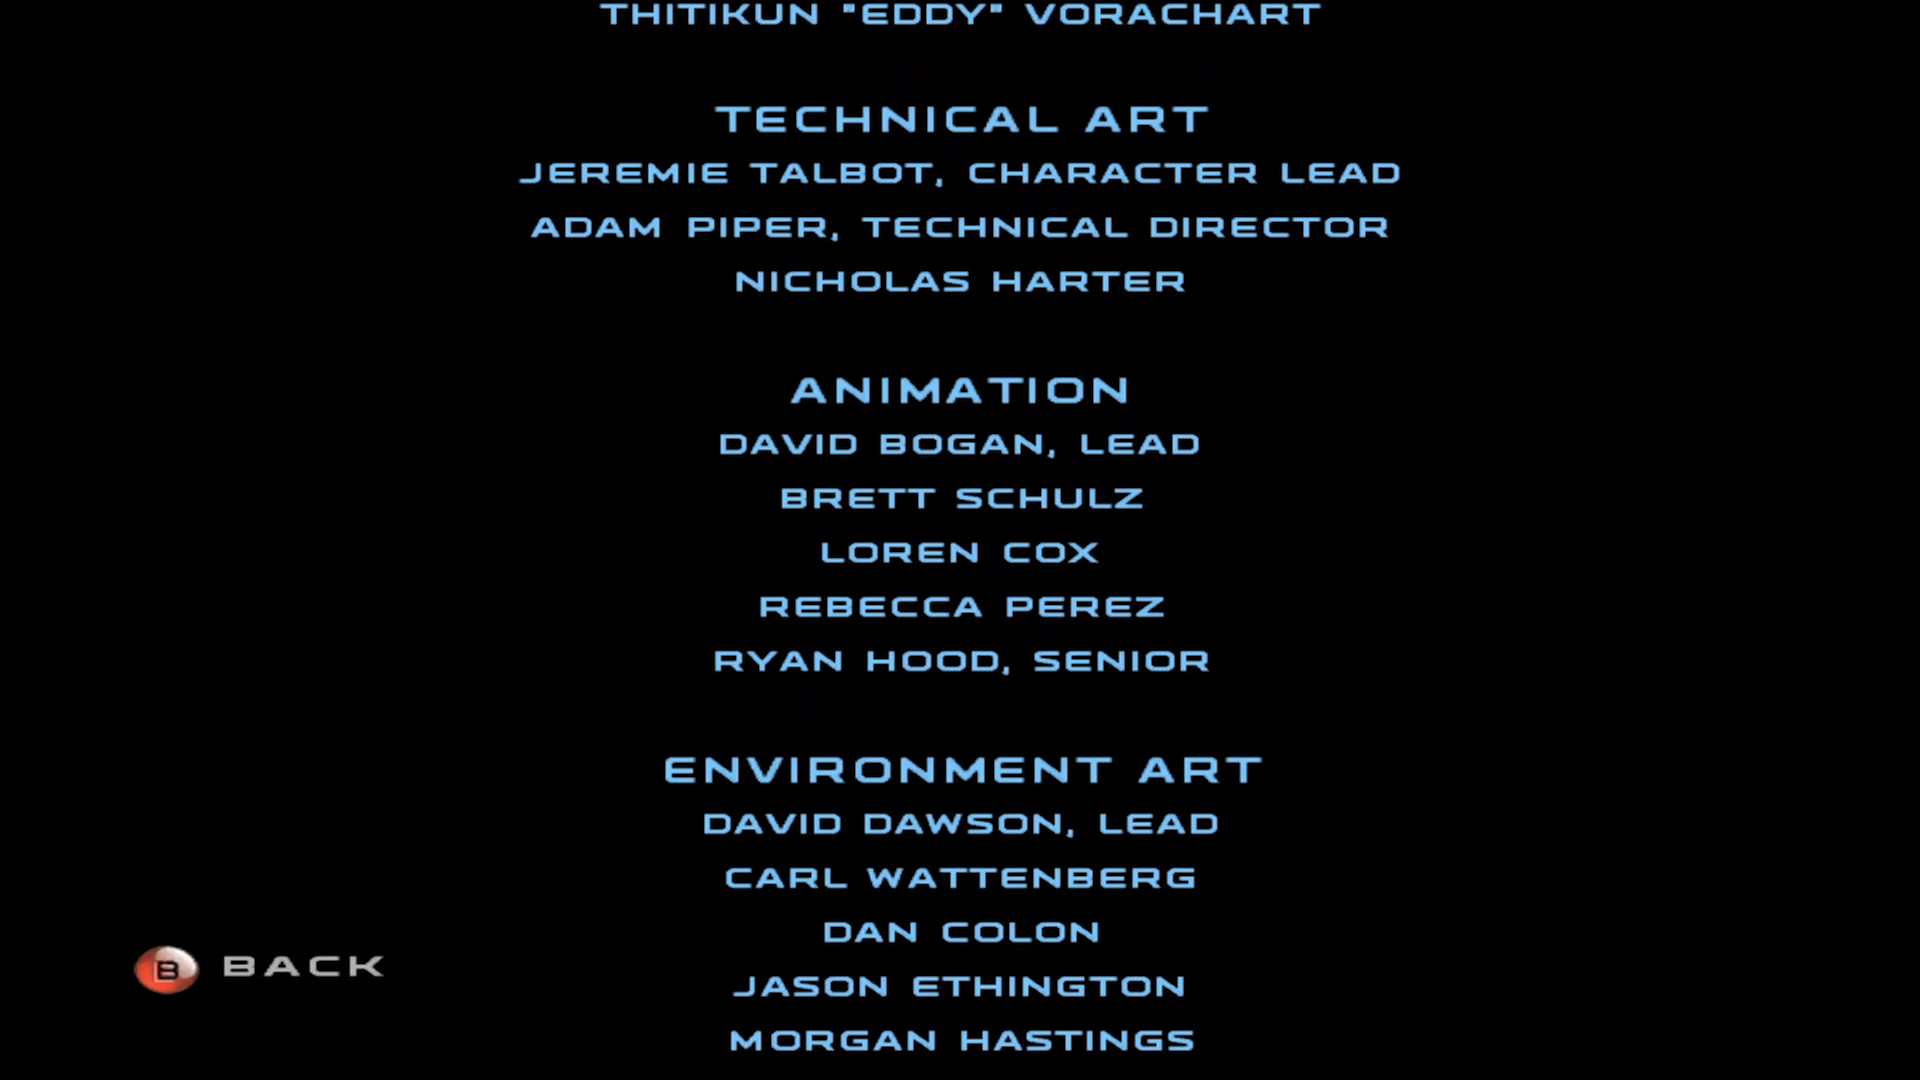 THITIKUN "EDDY" VORACHART
TECHNICAL ART
JEREMIE TALBOT, CHARACTER LEAD
ADAM PIPER, TECHNICAL DIRECTOR
NICHOLAS HARTER
ANIMATION
DAVID BOGAN, LEAD
BRETT SCHULZ
LOREN COX
REBECCA PEREZ
RYAN HOOD, SENIOR
ENVIRONMENT ART
DAVID DAWSON, LEAD
CARL WATTENBERG
DAN COLON
JASON ETHINGTON
MORGAN HASTINGS
B BACK